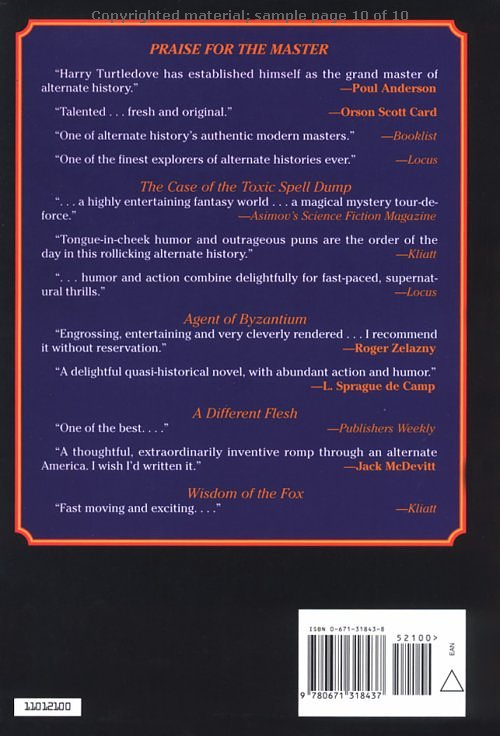 Copyrighted material; sample page 10 of 10
PRAISE FOR THE MASTER
“Harry Turtledove has established himself as the grand master of
alternate history.” —Poul Anderson
“Talented . . . fresh and original.” —Orson Scott Card
“One of alternate history’s authentic modern masters.” —Booklist
“One of the finest explorers of alternate histories ever.” —Locus
The Case of the Toxic Spell Dump
“. . . a highly entertaining fantasy world . . . a magical mystery tour-de-
force.” —Asimov’s Science Fiction Magazine
“Tongue-in-cheek humor and outrageous puns are the order of the
day in this rollicking alternate history.” —Kliatt
“. . . humor and action combine delightfully for fast-paced, supernat-
ural thrills.” —Locus
Agent of Byzantium
“Engrossing, entertaining and very cleverly rendered . . . I recommend
it without reservation.” —Roger Zelazny
“A delightful quasi-historical novel, with abundant action and humor.”
—L. Sprague de Camp
A Different Flesh
“One of the best. . . .” —Publishers Weekly
“A thoughtful, extraordinarily inventive romp through an alternate
America. I wish I’d written it.” —Jack McDevitt
Wisdom of the Fox
“Fast moving and exciting. . . .” —Kliatt
ISBN 0-671-31843-8
52100>
EAN
9 780671 318437
11012100